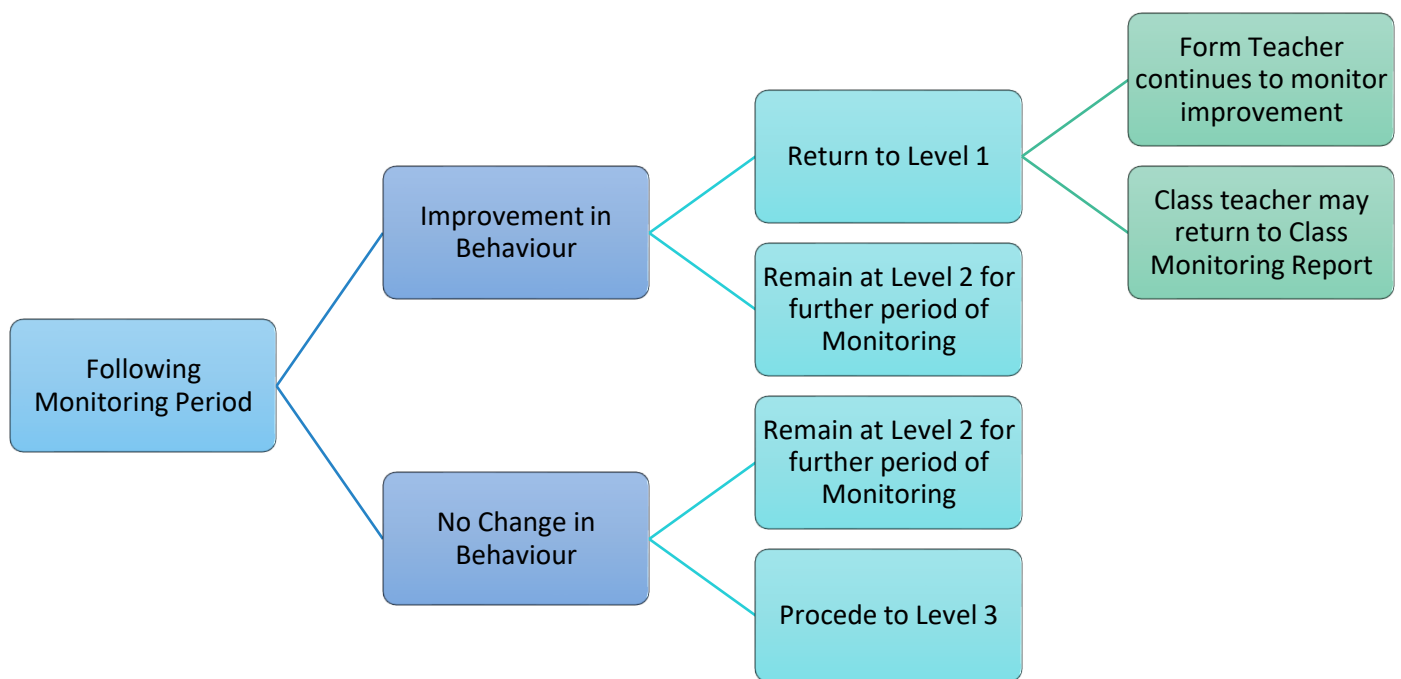 Following
Monitoring Period
Improvement in
Behaviour
Return to Level 1
Form Teacher
continues to monitor
improvement
Class teacher may
return to Class
Monitoring Report
Remain at Level 2 for
further period of
Monitoring
No Change in
Behaviour
Remain at Level 2 for
further period of
Monitoring
Procede to Level 3